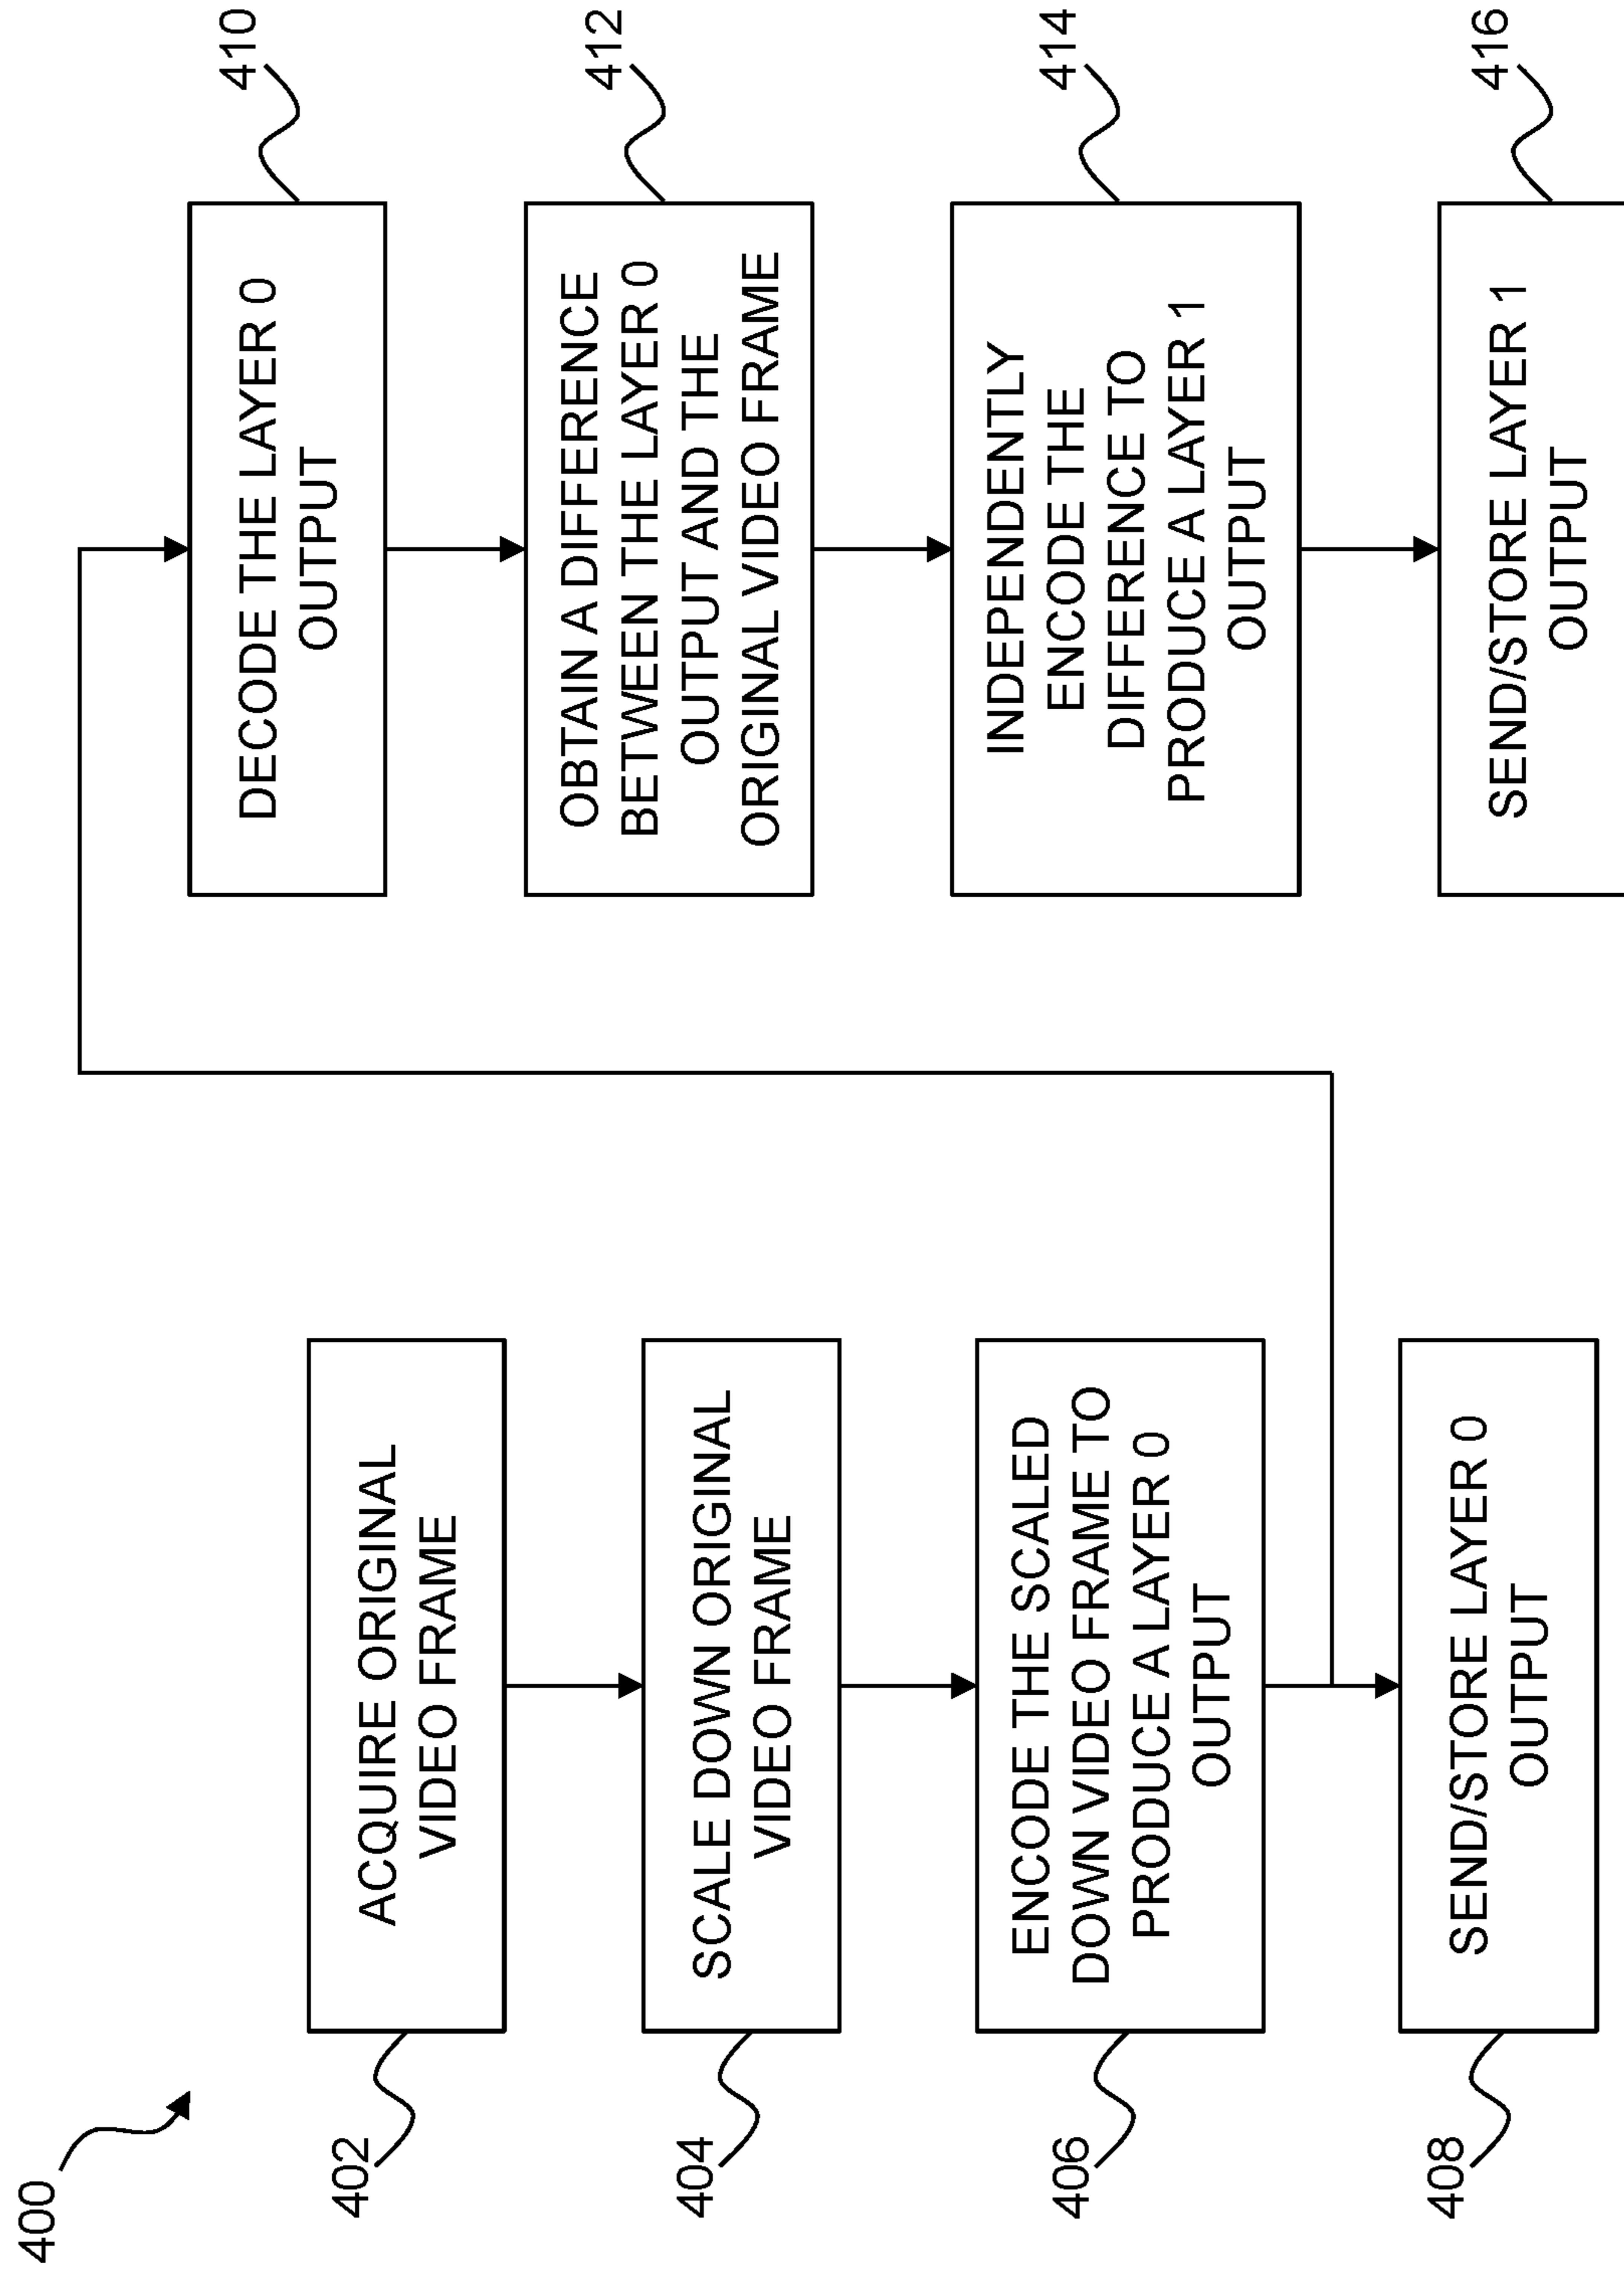 400
402
ACQUIRE ORIGINAL
VIDEO FRAME
404
SCALE DOWN ORIGINAL
VIDEO FRAME
406
ENCODE THE SCALED
DOWN VIDEO FRAME TO
PRODUCE A LAYER 0
OUTPUT
408
SEND/STORE LAYER 0
OUTPUT
410
DECODE THE LAYER 0
OUTPUT
412
OBTAIN A DIFFERENCE
BETWEEN THE LAYER 0
OUTPUT AND THE
ORIGINAL VIDEO FRAME
414
INDEPENDENTLY
ENCODE THE
DIFFERENCE TO
PRODUCE A LAYER 1
OUTPUT
416
SEND/STORE LAYER 1
OUTPUT